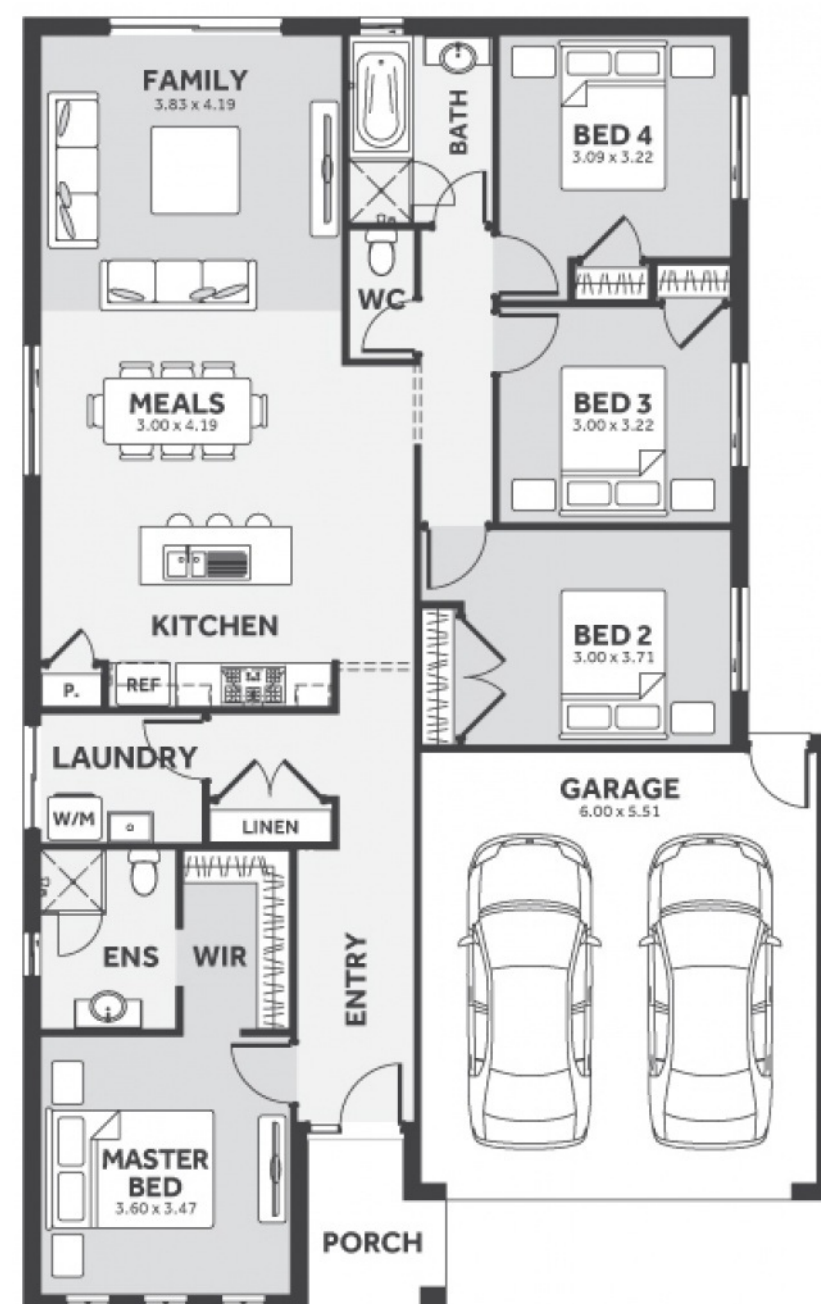 FAMILY
3.83 x 4.19
BATH
BED 4
3.09 x 3.22
WC
MEALS
3.00 x 4.19
BED 3
3.00 x 3.22
KITCHEN
BED 2
3.00 x 3.71
P.
REF
LAUNDRY
W/M
LINEN
GARAGE
6.00 x 5.51
ENS
WIR
ENTRY
MASTER
BED
3.60 x 3.47
PORCH